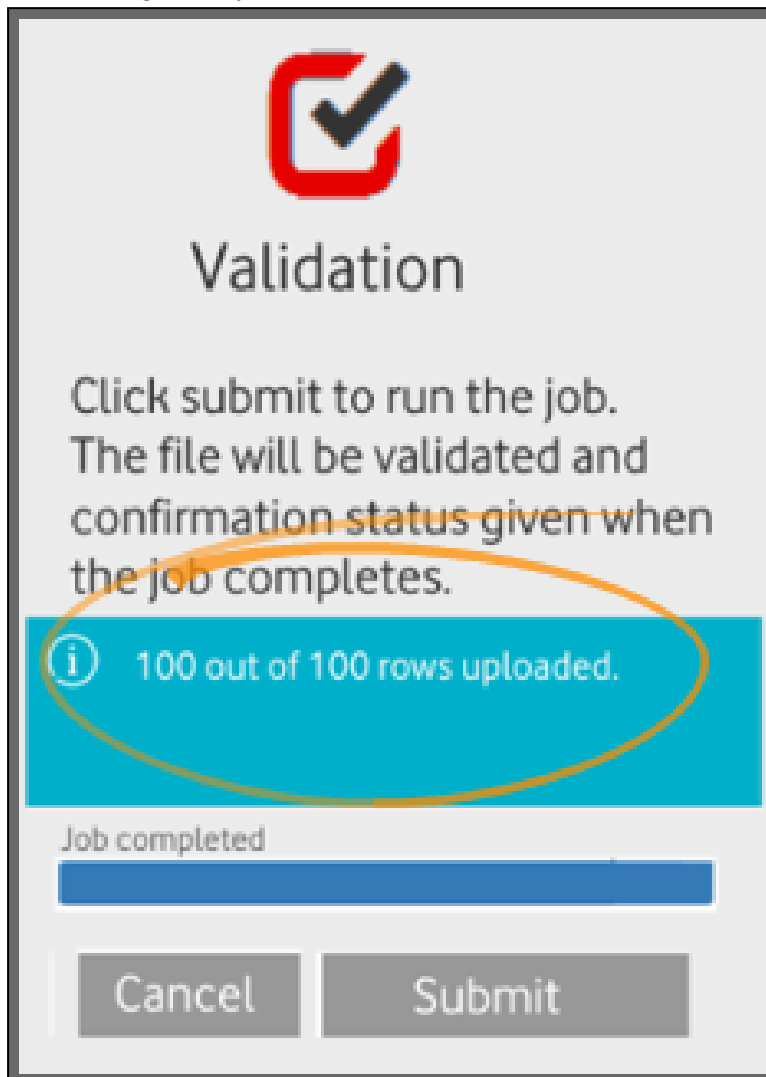 Validation
Click submit to run the job.
The file will be validated and
confirmation status given when
the job completes.
i 100 out of 100 rows uploaded.
Job completed
Cancel Submit